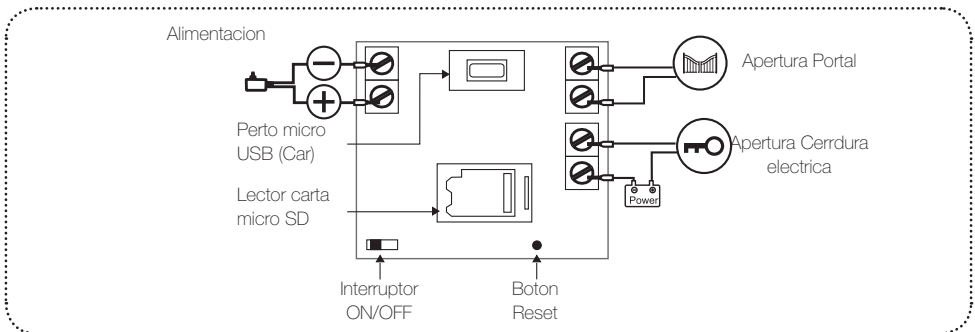 Alimentacion
Apertura Portal
Perto micro
USB (Car)
Apertura Cerrdura
electrica
Lector carta
micro SD
Power
Interruptor
ON/OFF
Boton
Reset